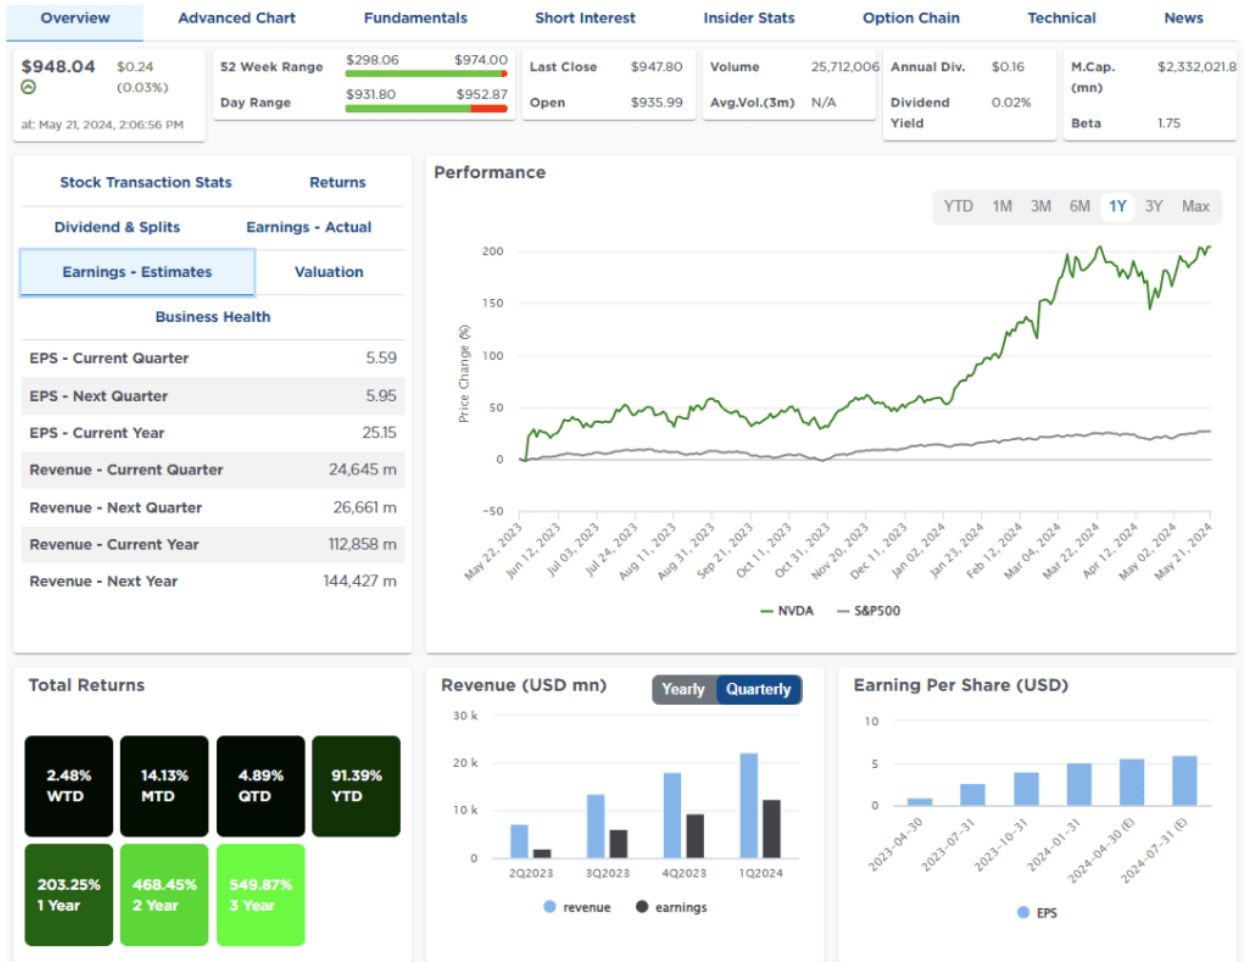 Overview Advanced Chart Fundamentals Short Interest Insider Stats Option Chain Technical News
$948.04 $0.24
(0.03%)
at: May 21, 2024, 2:06:56 PM
52 Week Range $298.06 $974.00
Day Range $931.80 $952.87
Last Close $947.80
Open $935.99
Volume 25,712,006
Avg.Vol.(3m) N/A
Annual Div. $0.16
Dividend 0.02%
Yield
M.Cap. $2,332,021.8
(mn)
Beta 1.75
Stock Transaction Stats Returns
Dividend & Splits Earnings - Actual
Earnings - Estimates Valuation
Business Health
EPS - Current Quarter 5.59
EPS - Next Quarter 5.95
EPS - Current Year 25.15
Revenue - Current Quarter 24,645 m
Revenue - Next Quarter 26,661 m
Revenue - Current Year 112,858 m
Revenue - Next Year 144,427 m
Performance
YTD 1M 3M 6M 1Y 3Y Max
Price Change (%)
200
150
100
50
0
-50
May 22, 2023 Jun 12, 2023 Jul 03, 2023 Jul 24, 2023 Aug 11, 2023 Aug 31, 2023 Sep 21, 2023 Oct 11, 2023 Oct 31, 2023 Nov 20, 2023 Dec 11, 2023 Jan 02, 2024 Jan 23, 2024 Feb 12, 2024 Mar 04, 2024 Mar 22, 2024 Apr 12, 2024 May 02, 2024 May 21, 2024
NVDA S&P500
Total Returns
2.48% 14.13% 4.89% 91.39%
WTD MTD QTD YTD
203.25% 468.45% 549.87%
1 Year 2 Year 3 Year
Revenue (USD mn) Yearly Quarterly
30 k
20 k
10 k
0
2Q2023 3Q2023 4Q2023 1Q2024
revenue earnings
Earning Per Share (USD)
10
5
0
2023-04-30 2023-07-31 2023-10-31 2024-01-31 2024-04-30 (E) 2024-07-31 (E)
EPS